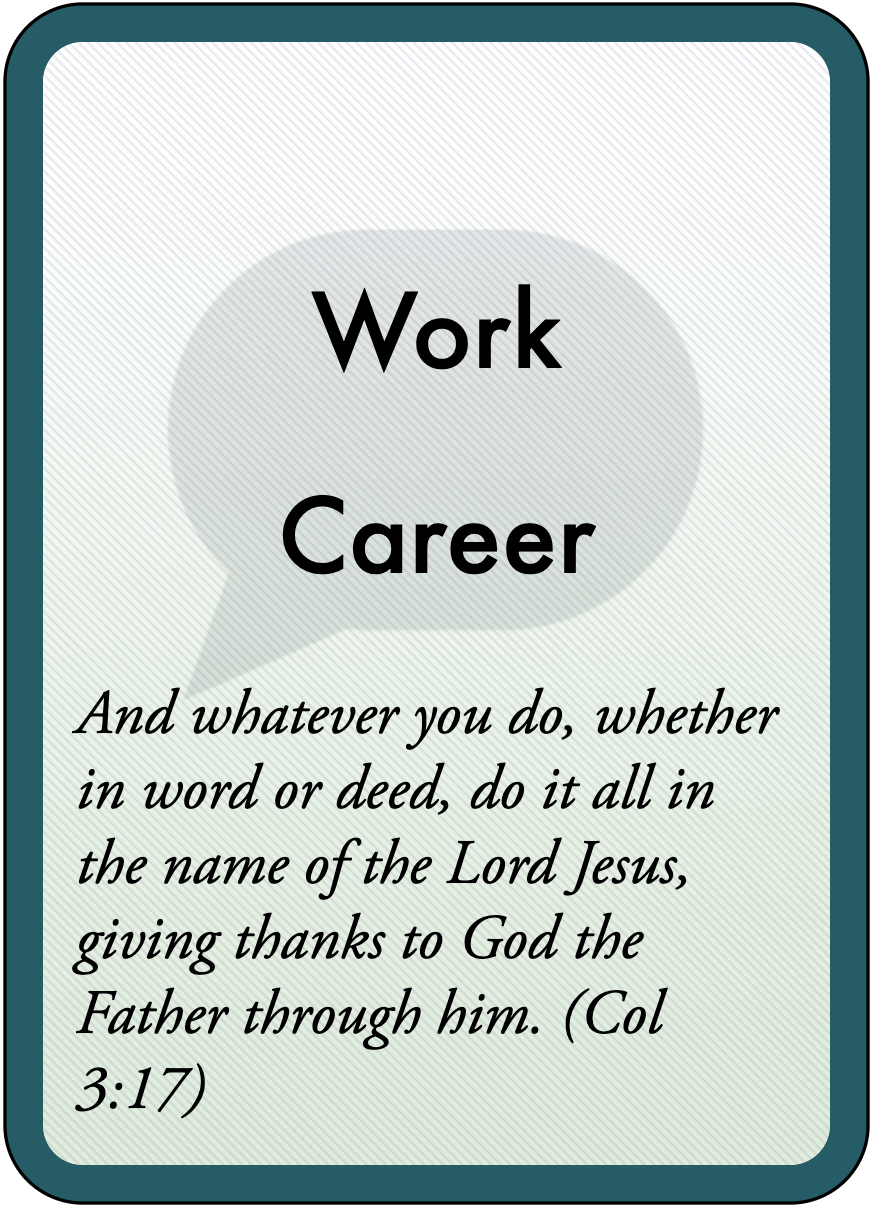 Work
Career
And whatever you do, whether
in word or deed, do it all in
the name of the Lord Jesus,
giving thanks to God the
Father through him. (Col
3:17)